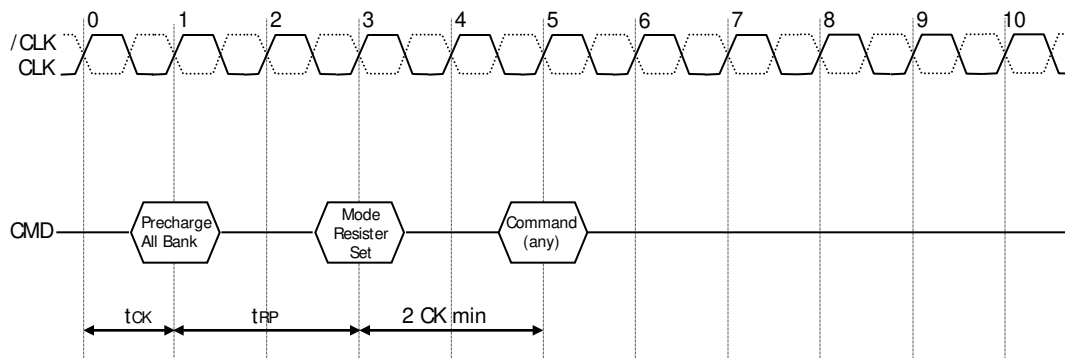 0 1 2 3 4 5 6 7 8 9 10
/CLK
CLK
CMD
Precharge
All Bank
Mode
Resister
Set
Command
(any)
tCK
tRP
2 CK min